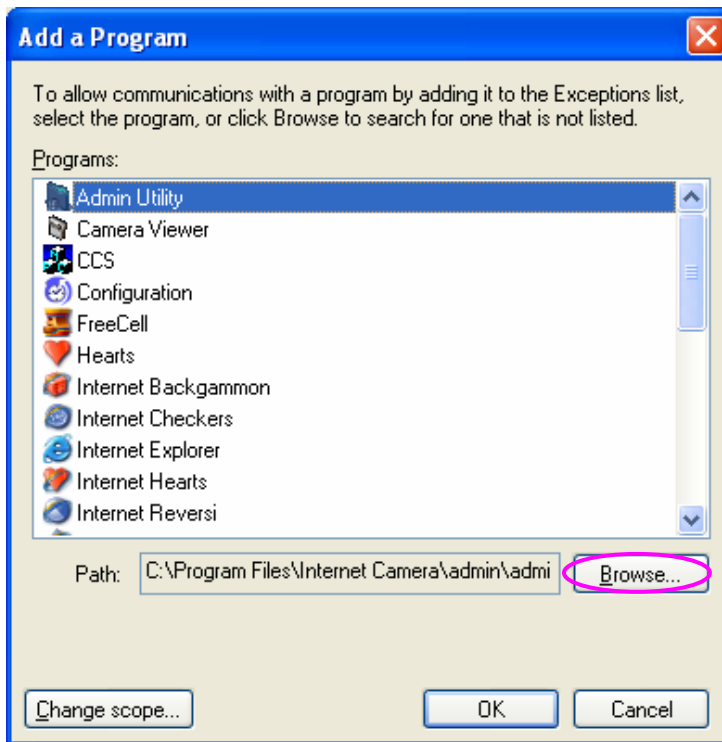 Add a Program
To allow communications with a program by adding it to the Exceptions list,
select the program, or click Browse to search for one that is not listed.
Programs:
Admin Utility
Camera Viewer
CCS
Configuration
FreeCell
Hearts
Internet Backgammon
Internet Checkers
Internet Explorer
Internet Hearts
Internet Reversi
Path: C:\Program Files\Internet Camera\admin\admi Browse...
Change scope... OK Cancel